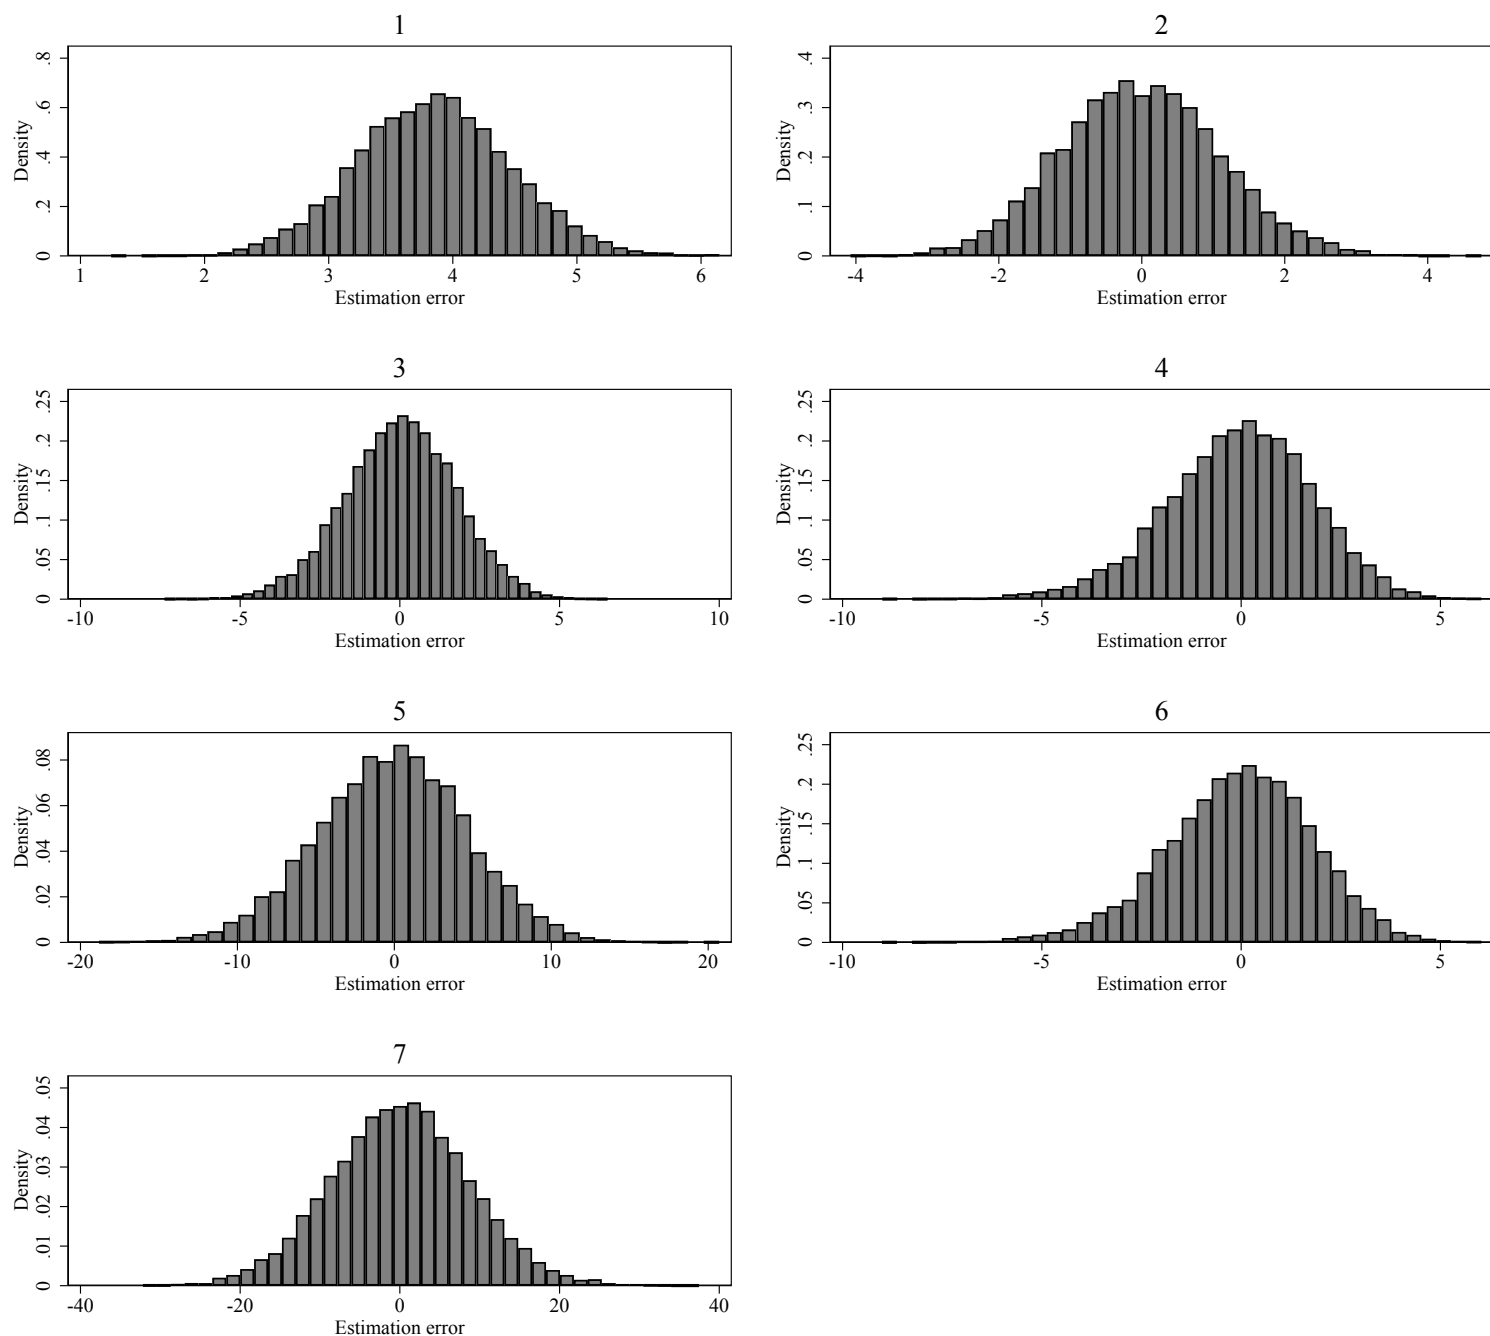 1
Density
0 .2 .4 .6 .8
1 2 3 4 5 6
Estimation error
2
Density
0 .1 .2 .3 .4
-4 -2 0 2 4
Estimation error
3
Density
0 .05 .1 .15 .2 .25
-10 -5 0 5 10
Estimation error
4
Density
0 .05 .1 .15 .2 .25
-10 -5 0 5
Estimation error
5
Density
0 .02 .04 .06 .08
-20 -10 0 10 20
Estimation error
6
Density
0 .05 .1 .15 .2 .25
-10 -5 0 5
Estimation error
7
Density
0 .01 .02 .03 .04 .05
-40 -20 0 20 40
Estimation error